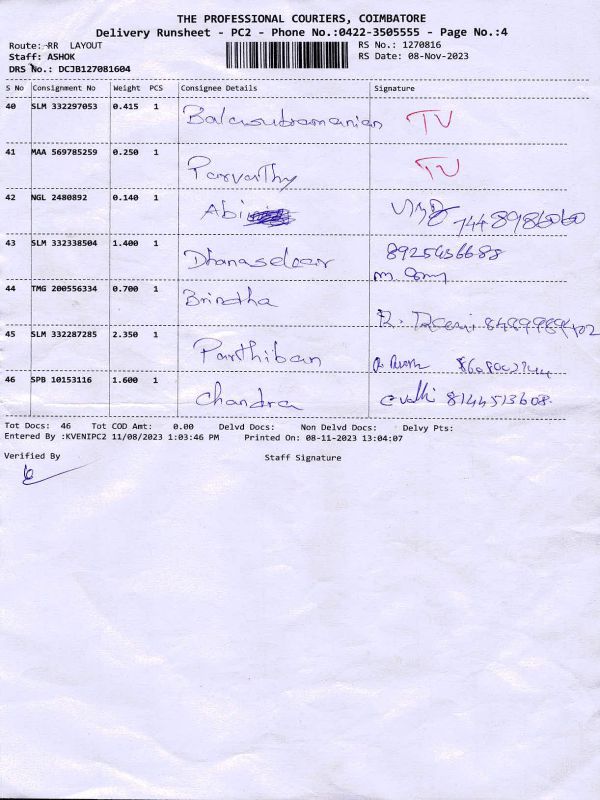 THE PROFESSIONAL COURIERS, COIMBATORE
Delivery Runsheet - PC2 - Phone No.:0422-3505555 - Page No.:4
Route: RR LAYOUT RS No.: 1270816
Staff: ASHOK RS Date: 08-Nov-2023
DRS No.: DCJB127081604
S No Consignment No Weight PCS Consignee Details Signature
40 SLM 332297053 0.415 1 Balasubramanian TV
41 MAA 569785259 0.250 1 Parvathy TV
42 NGL 2480892 0.140 1 Abi
43 SLM 332338504 1.400 1 Dhanasekar
44 TMG 200556334 0.700 1 Brindha
45 SLM 332287285 2.350 1 Parthiban
46 SPB 10153116 1.600 1 Chandra 8144513608
Tot Docs: 46 Tot COD Amt: 0.00 Delvd Docs: Non Delvd Docs: Delvy Pts:
Entered By :KVENIPC2 11/08/2023 1:03:46 PM Printed On: 08-11-2023 13:04:07
Verified By Staff Signature